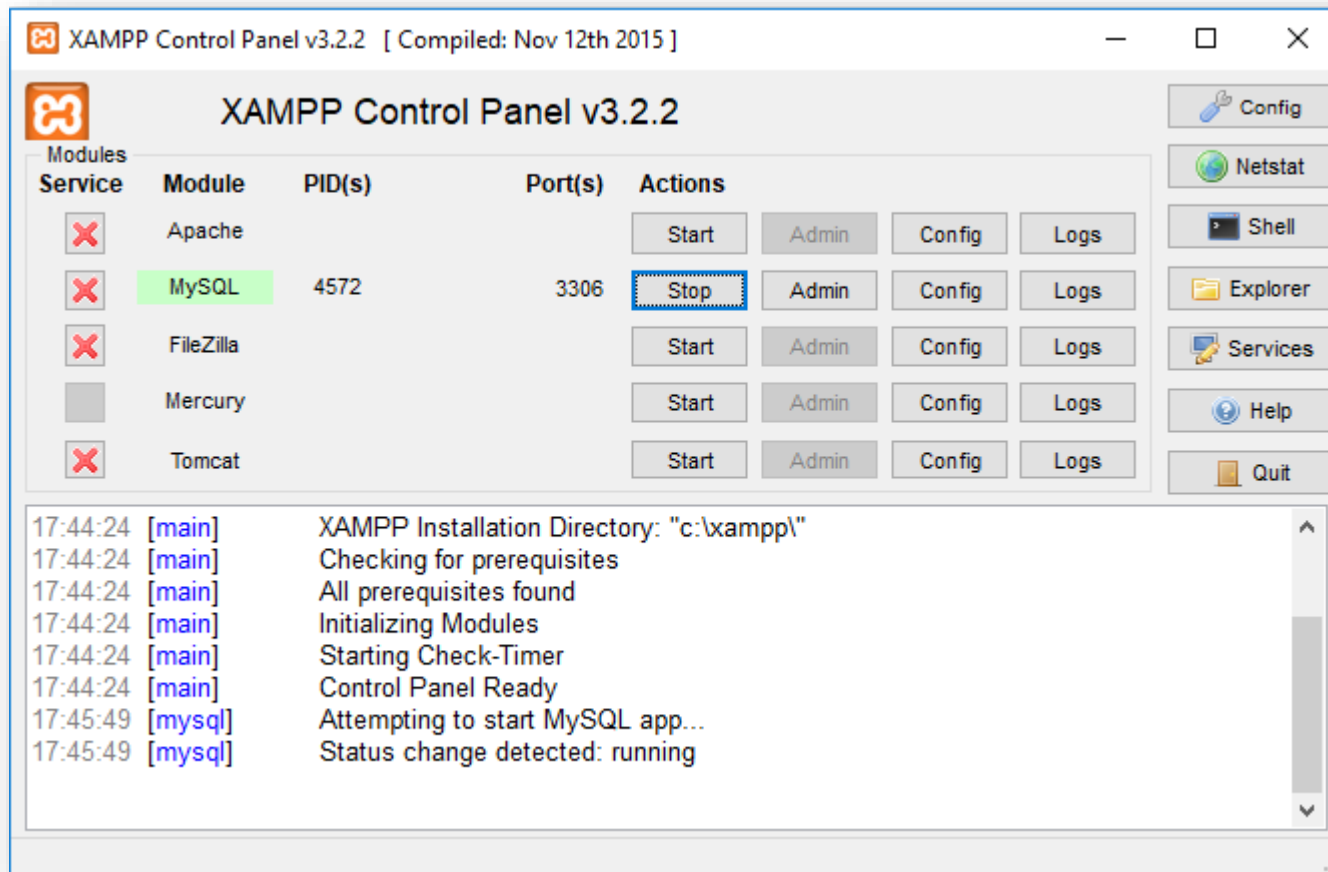 XAMPP Control Panel v3.2.2 [ Compiled: Nov 12th 2015 ]
XAMPP Control Panel v3.2.2
Config
Netstat
Shell
Explorer
Services
Help
Quit
Modules
Service Module PID(s) Port(s) Actions
Apache Start Admin Config Logs
MySQL 4572 3306 Stop Admin Config Logs
FileZilla Start Admin Config Logs
Mercury Start Admin Config Logs
Tomcat Start Admin Config Logs
17:44:24 [main] XAMPP Installation Directory: "c:\xampp\"
17:44:24 [main] Checking for prerequisites
17:44:24 [main] All prerequisites found
17:44:24 [main] Initializing Modules
17:44:24 [main] Starting Check-Timer
17:44:24 [main] Control Panel Ready
17:45:49 [mysql] Attempting to start MySQL app...
17:45:49 [mysql] Status change detected: running